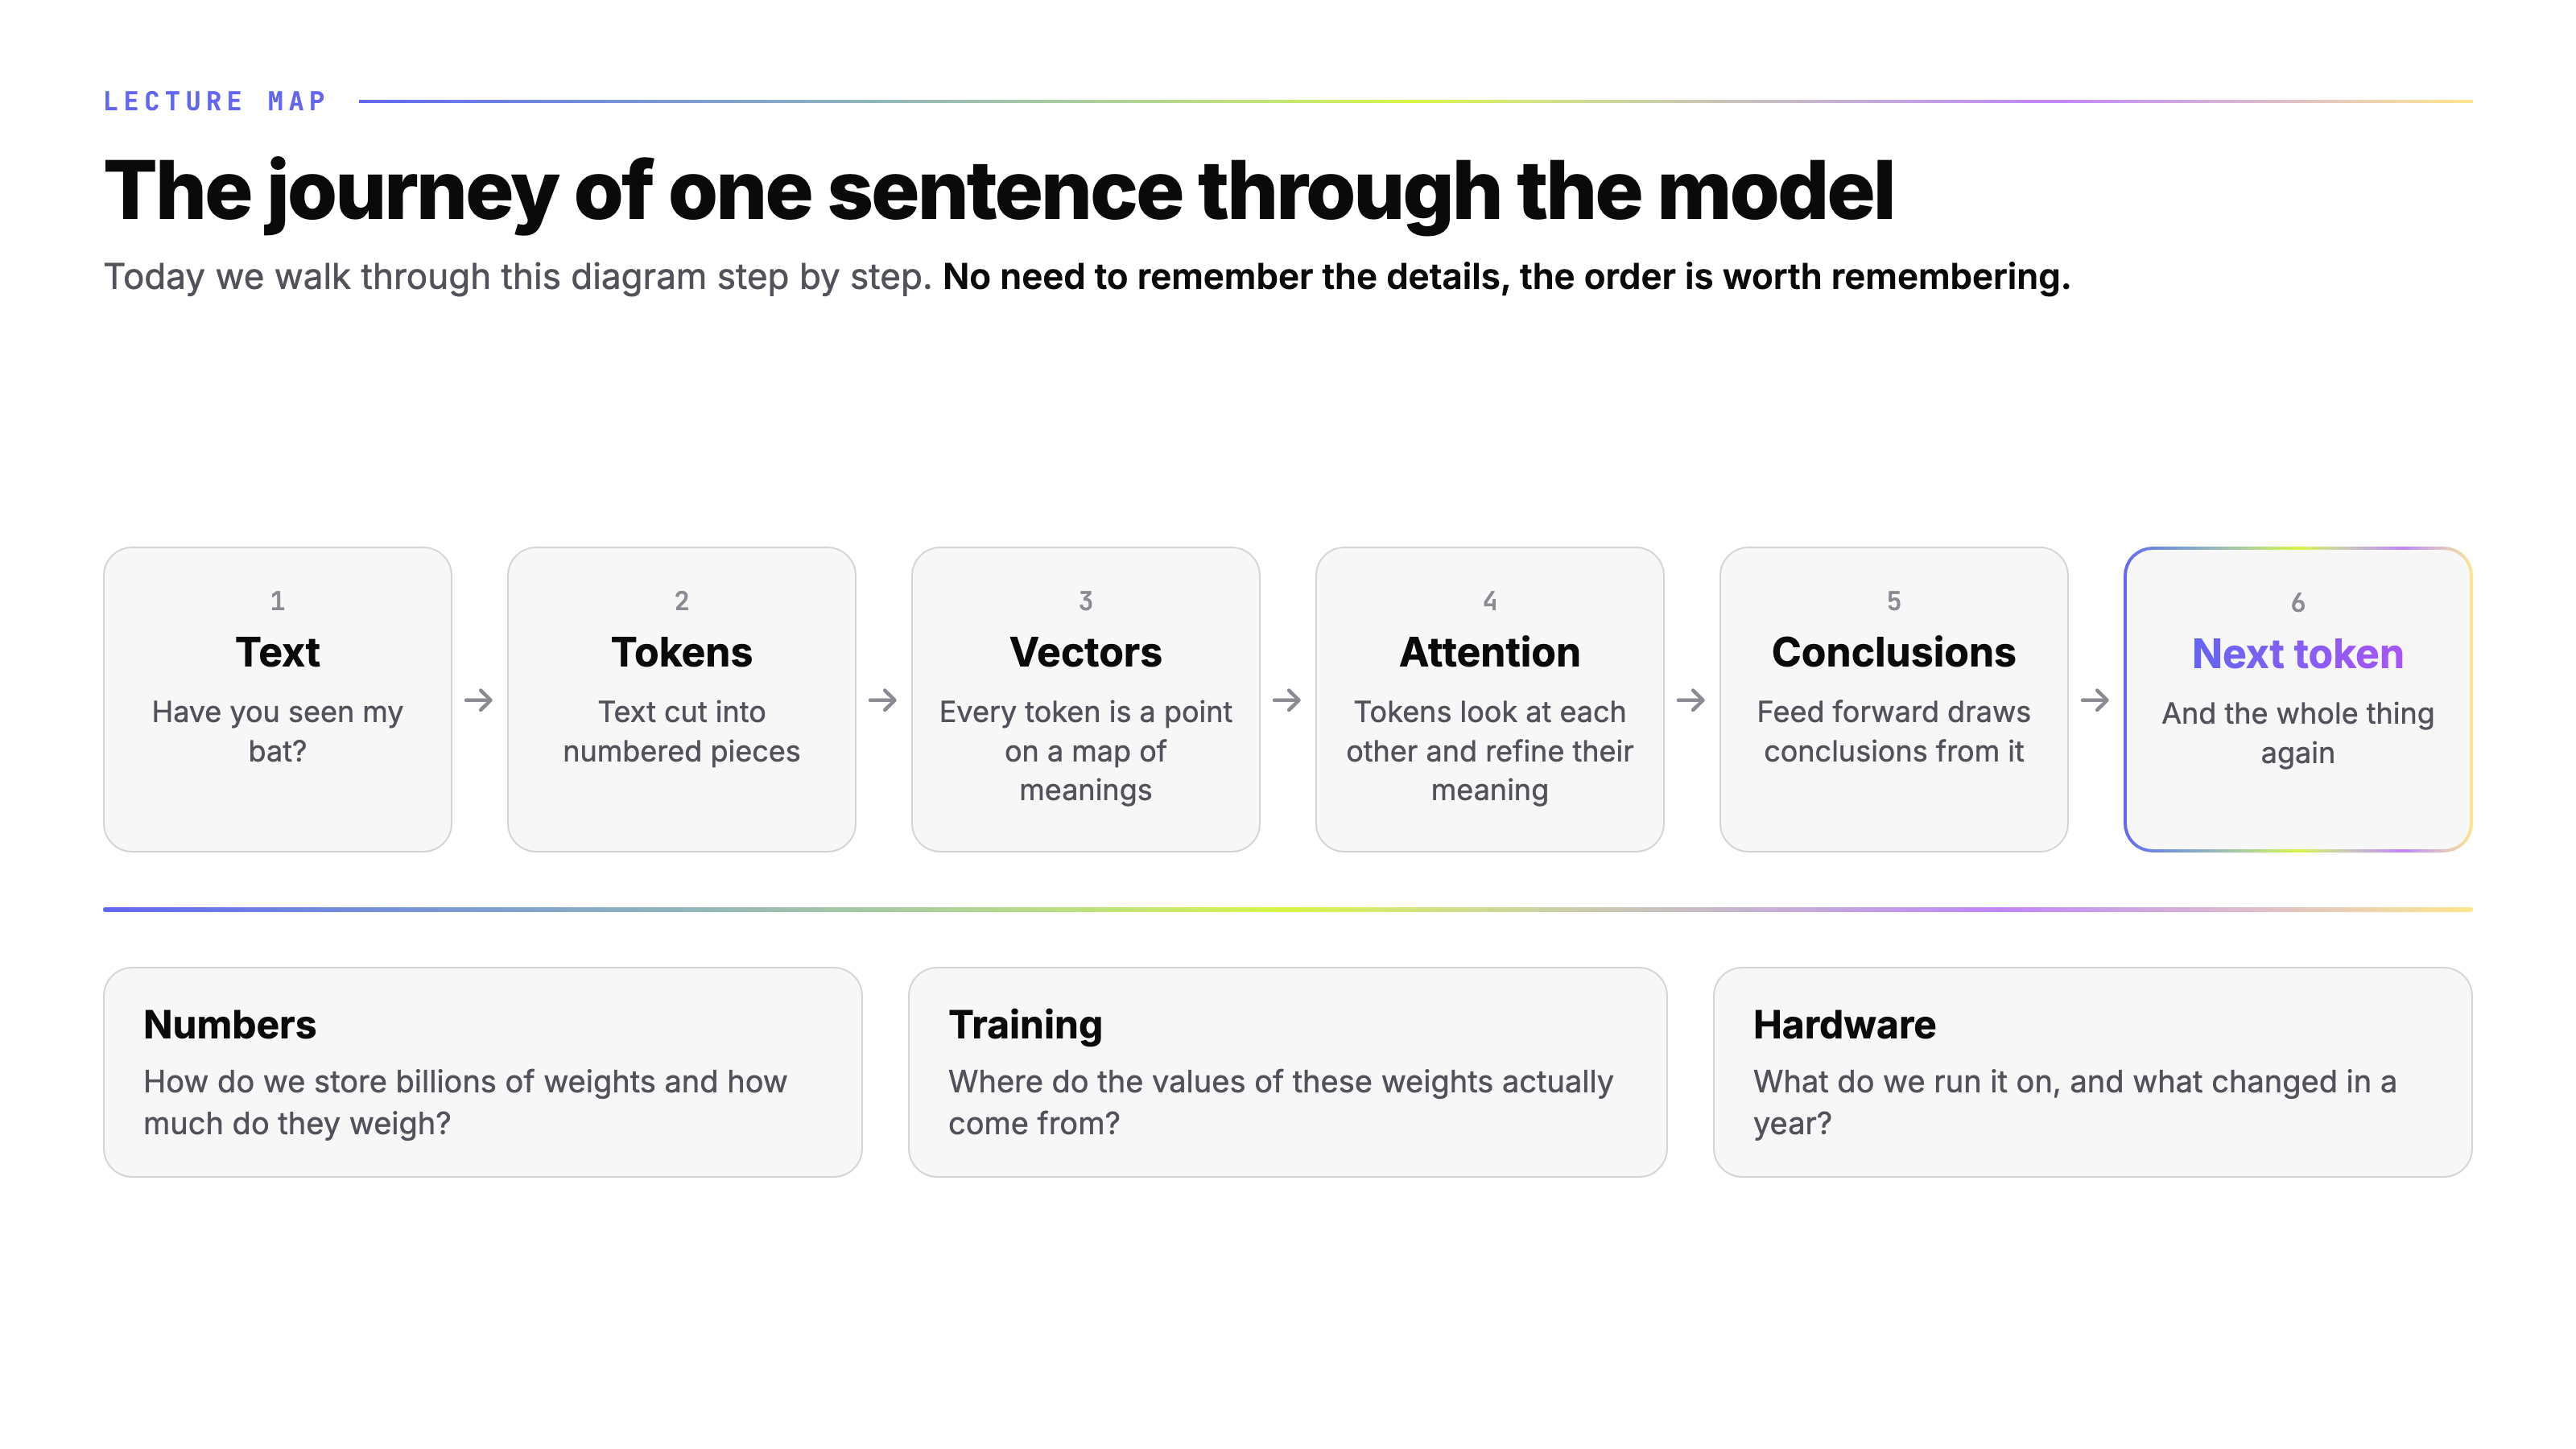 LECTURE MAP
The journey of one sentence through the model
Today we walk through this diagram step by step. No need to remember the details, the order is worth remembering.
1
Text
Have you seen my
bat?
2
Tokens
Text cut into
numbered pieces
3
Vectors
Every token is a point
on a map of
meanings
4
Attention
Tokens look at each
other and refine their
meaning
5
Conclusions
Feed forward draws
conclusions from it
6
Next token
And the whole thing
again
Numbers
How do we store billions of weights and how
much do they weigh?
Training
Where do the values of these weights actually
come from?
Hardware
What do we run it on, and what changed in a
year?